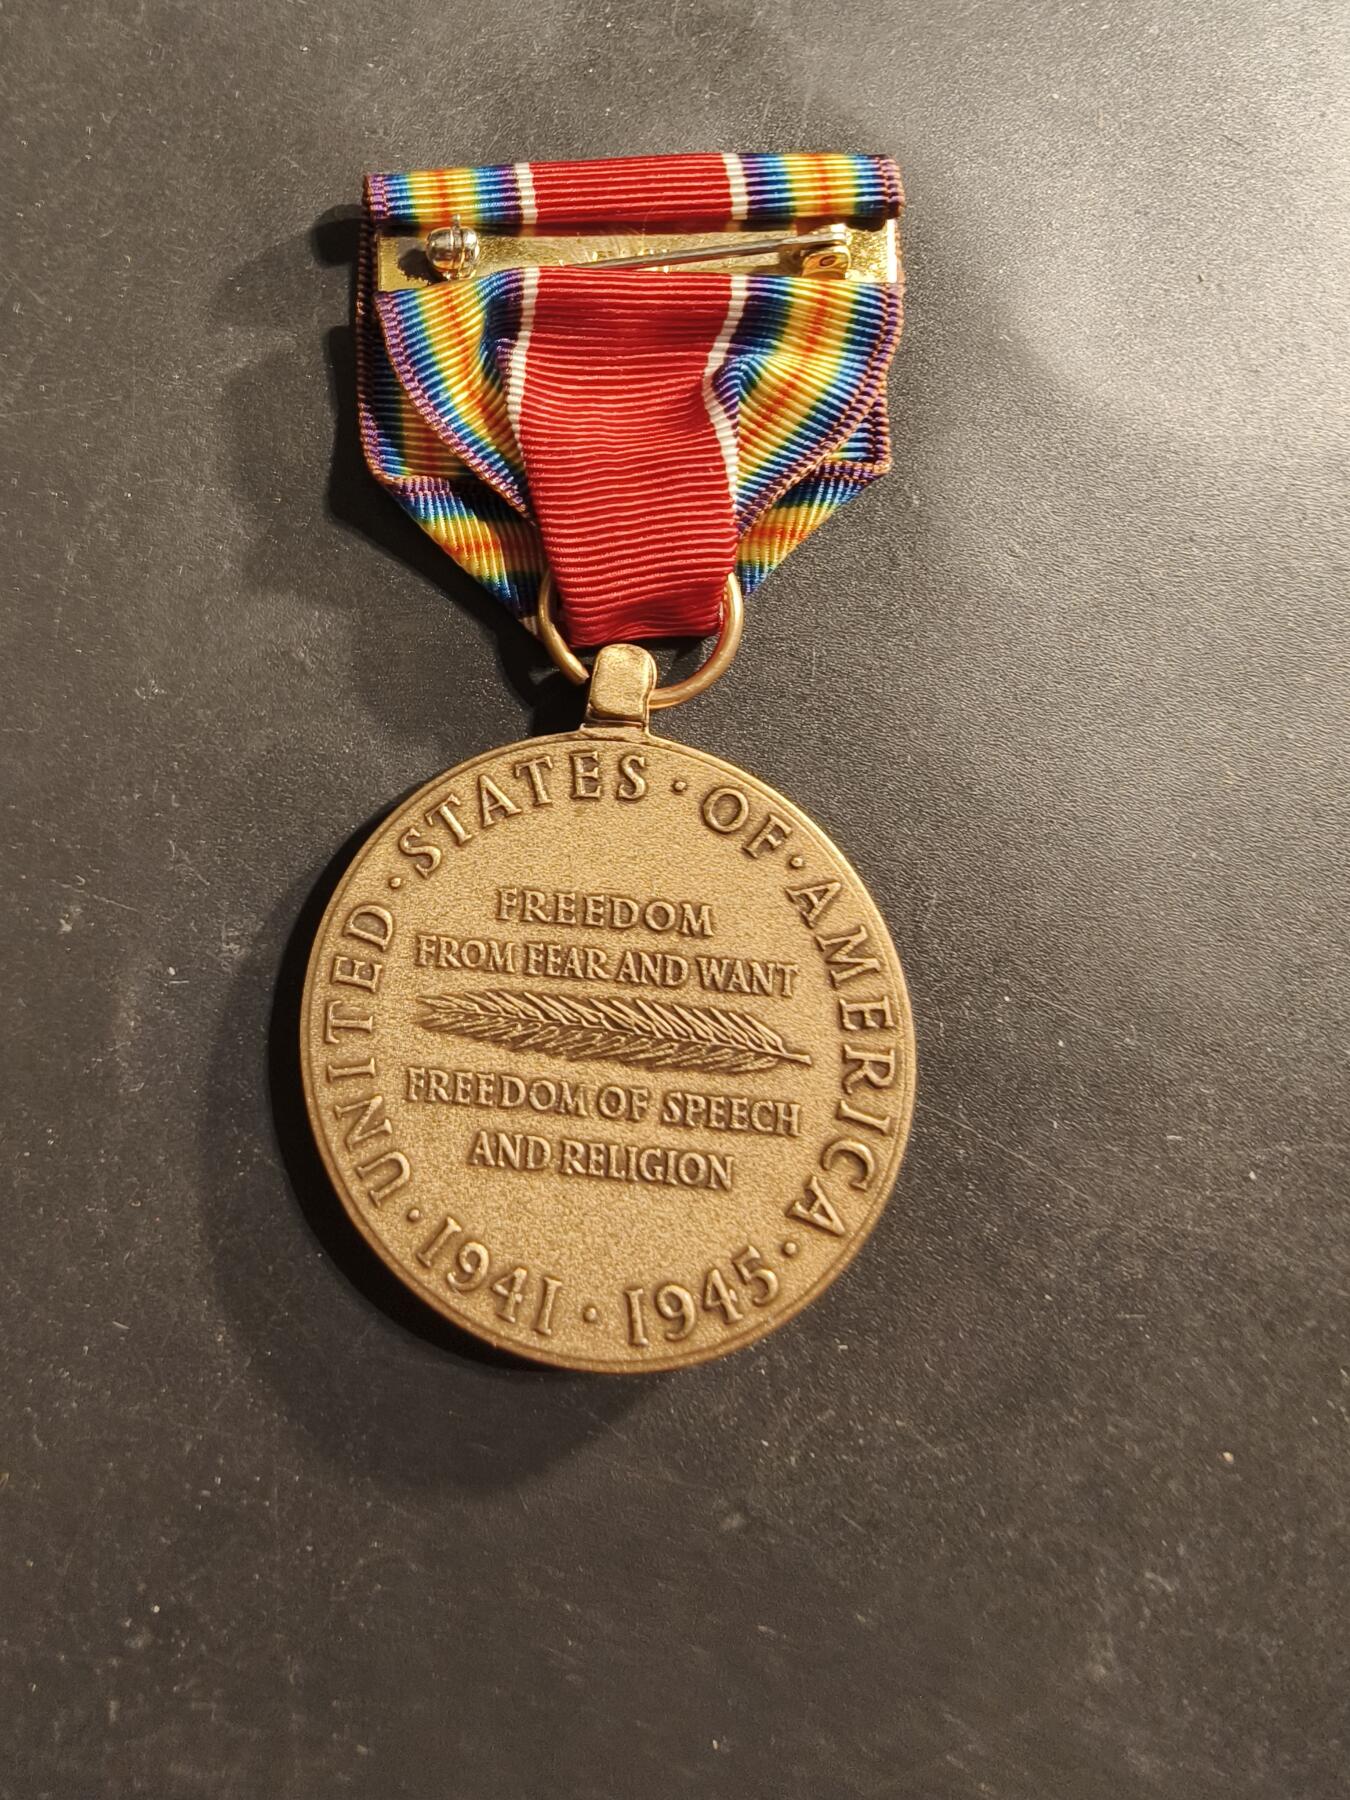 UNITED · STATES · OF · AMERICA ·
FREEDOM
FROM FEAR AND WANT
FREEDOM OF SPEECH
AND RELIGION
· 1941 · 1945 ·